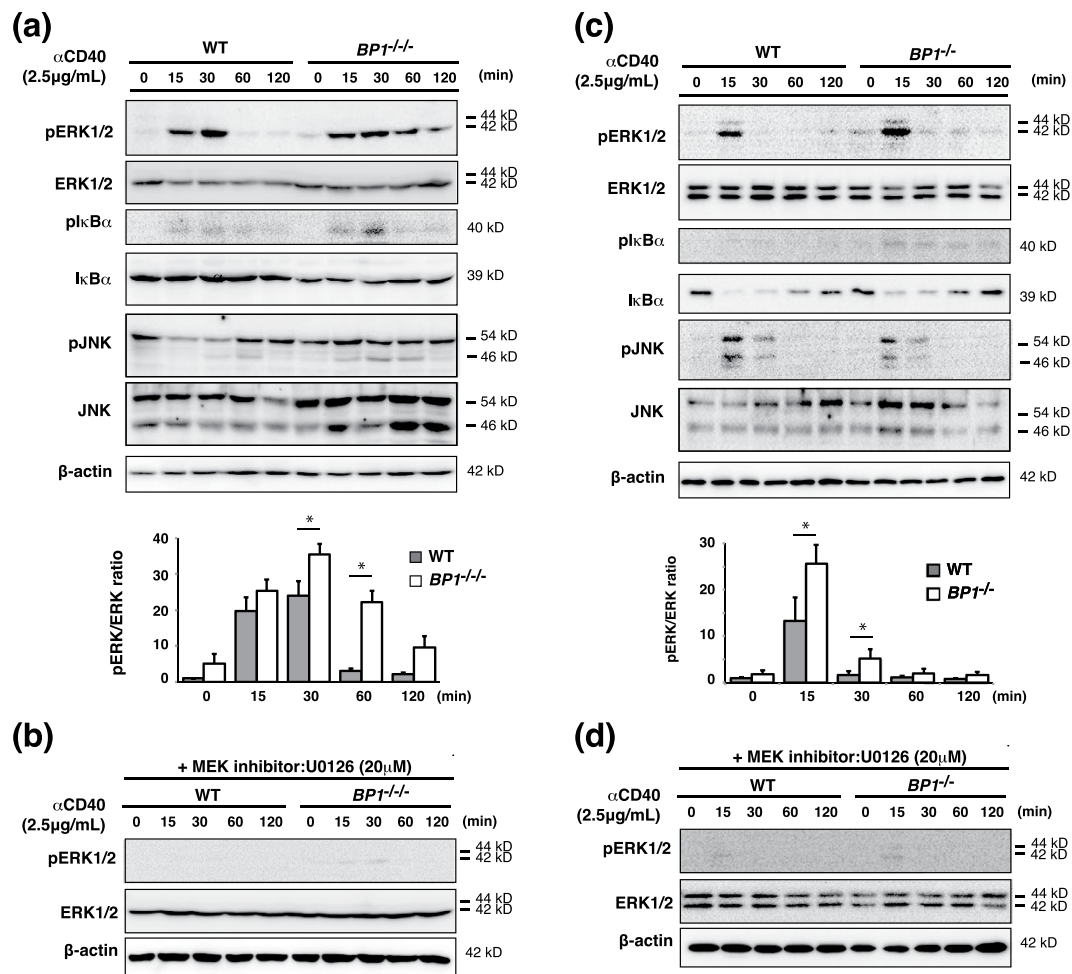 (a)
αCD40
(2.5µg/mL)
WT
BP1-/-/-
0 15 30 60 120 0 15 30 60 120 (min)
pERK1/2
44 kD
42 kD
ERK1/2
44 kD
42 kD
pIκBα
40 kD
IκBα
α
39 kD
pJNK
54 kD
46 kD
JNK
54 kD
46 kD
β-actin
42 kD
pERK/ERK ratio
40
30
20
10
0
*
*
WT
BP1-/-/-
0 15 30 60 120 (min)
(b)
+ MEK inhibitor:U0126 (20µM)
αCD40
(2.5µg/mL)
WT
BP1-/-/-
0 15 30 60 120 0 15 30 60 120 (min)
pERK1/2
44 kD
42 kD
ERK1/2
44 kD
42 kD
β-actin
42 kD
(c)
αCD40
(2.5µg/mL)
WT
BP1-/-
0 15 30 60 120 0 15 30 60 120 (min)
pERK1/2
44 kD
42 kD
ERK1/2
44 kD
42 kD
pIκBα
40 kD
IκBα
39 kD
pJNK
54 kD
46 kD
JNK
54 kD
46 kD
β-actin
42 kD
pERK/ERK ratio
30
20
10
0
*
*
WT
BP1-/-
0 15 30 60 120 (min)
(d)
+ MEK inhibitor:U0126 (20µM)
αCD40
(2.5µg/mL)
WT
BP1-/-
0 15 30 60 120 0 15 30 60 120 (min)
pERK1/2
44 kD
42 kD
ERK1/2
44 kD
42 kD
β-actin
42 kD